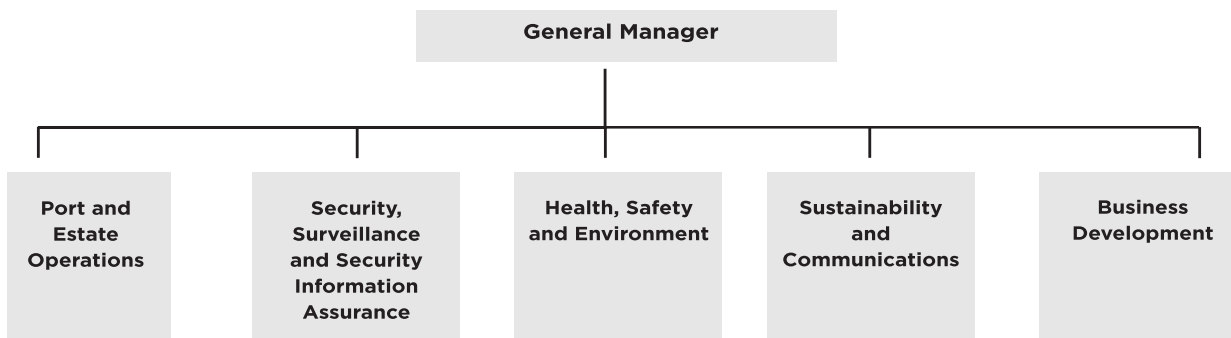 General Manager
Port and
Estate
Operations
Security,
Surveillance
and Security
Information
Assurance
Health, Safety
and Environment
Sustainability
and
Communications
Business
Development